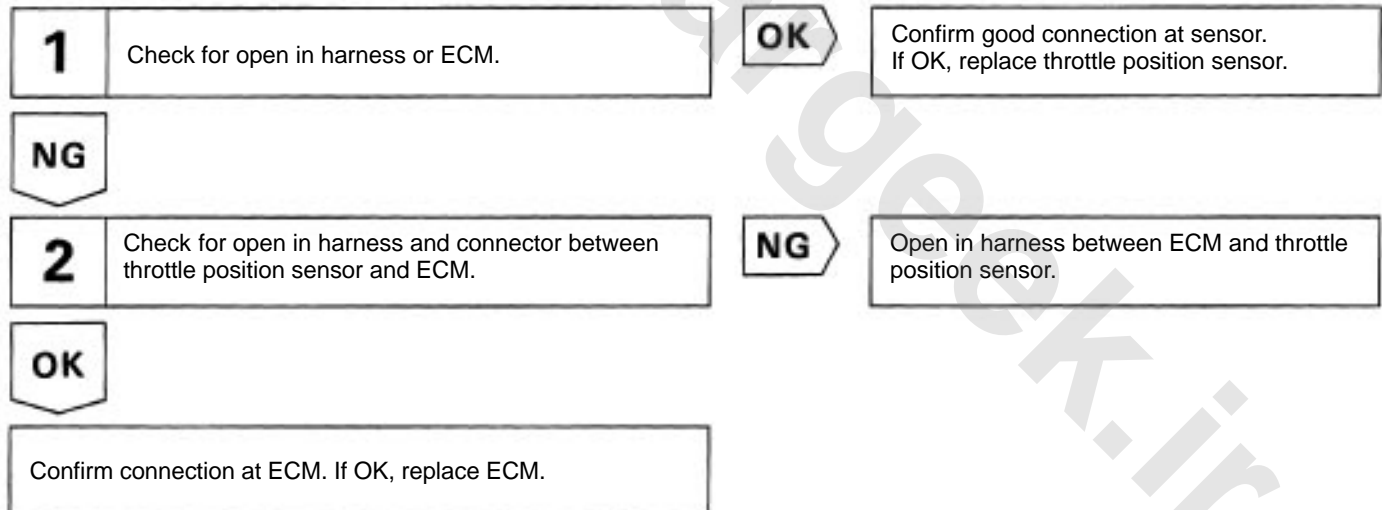 1
Check for open in harness or ECM.
OK
Confirm good connection at sensor.
If OK, replace throttle position sensor.
NG
2
Check for open in harness and connector between
throttle position sensor and ECM.
NG
Open in harness between ECM and throttle
position sensor.
OK
Confirm connection at ECM. If OK, replace ECM.
argeek.ir